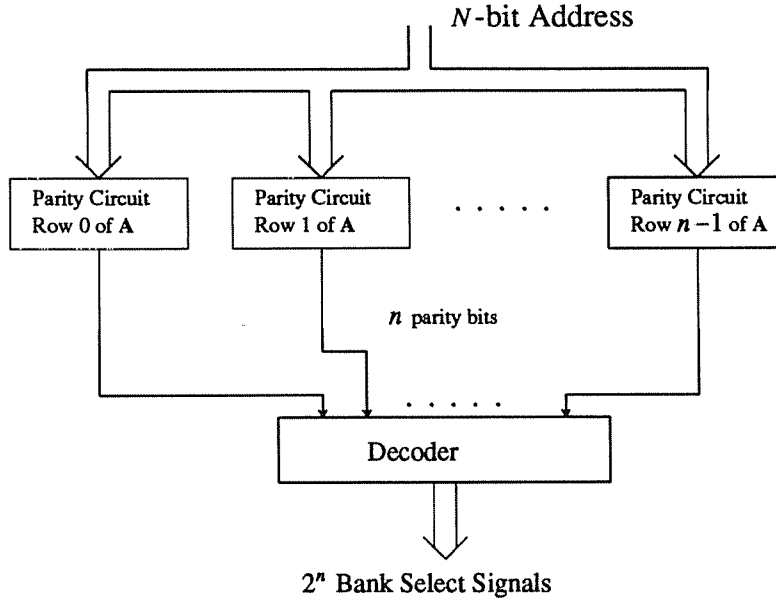 N-bit Address
Parity Circuit
Row 0 of A
Parity Circuit
Row 1 of A
. . . . .
Parity Circuit
Row n-1 of A
n parity bits
. . . . .
Decoder
2ⁿ Bank Select Signals